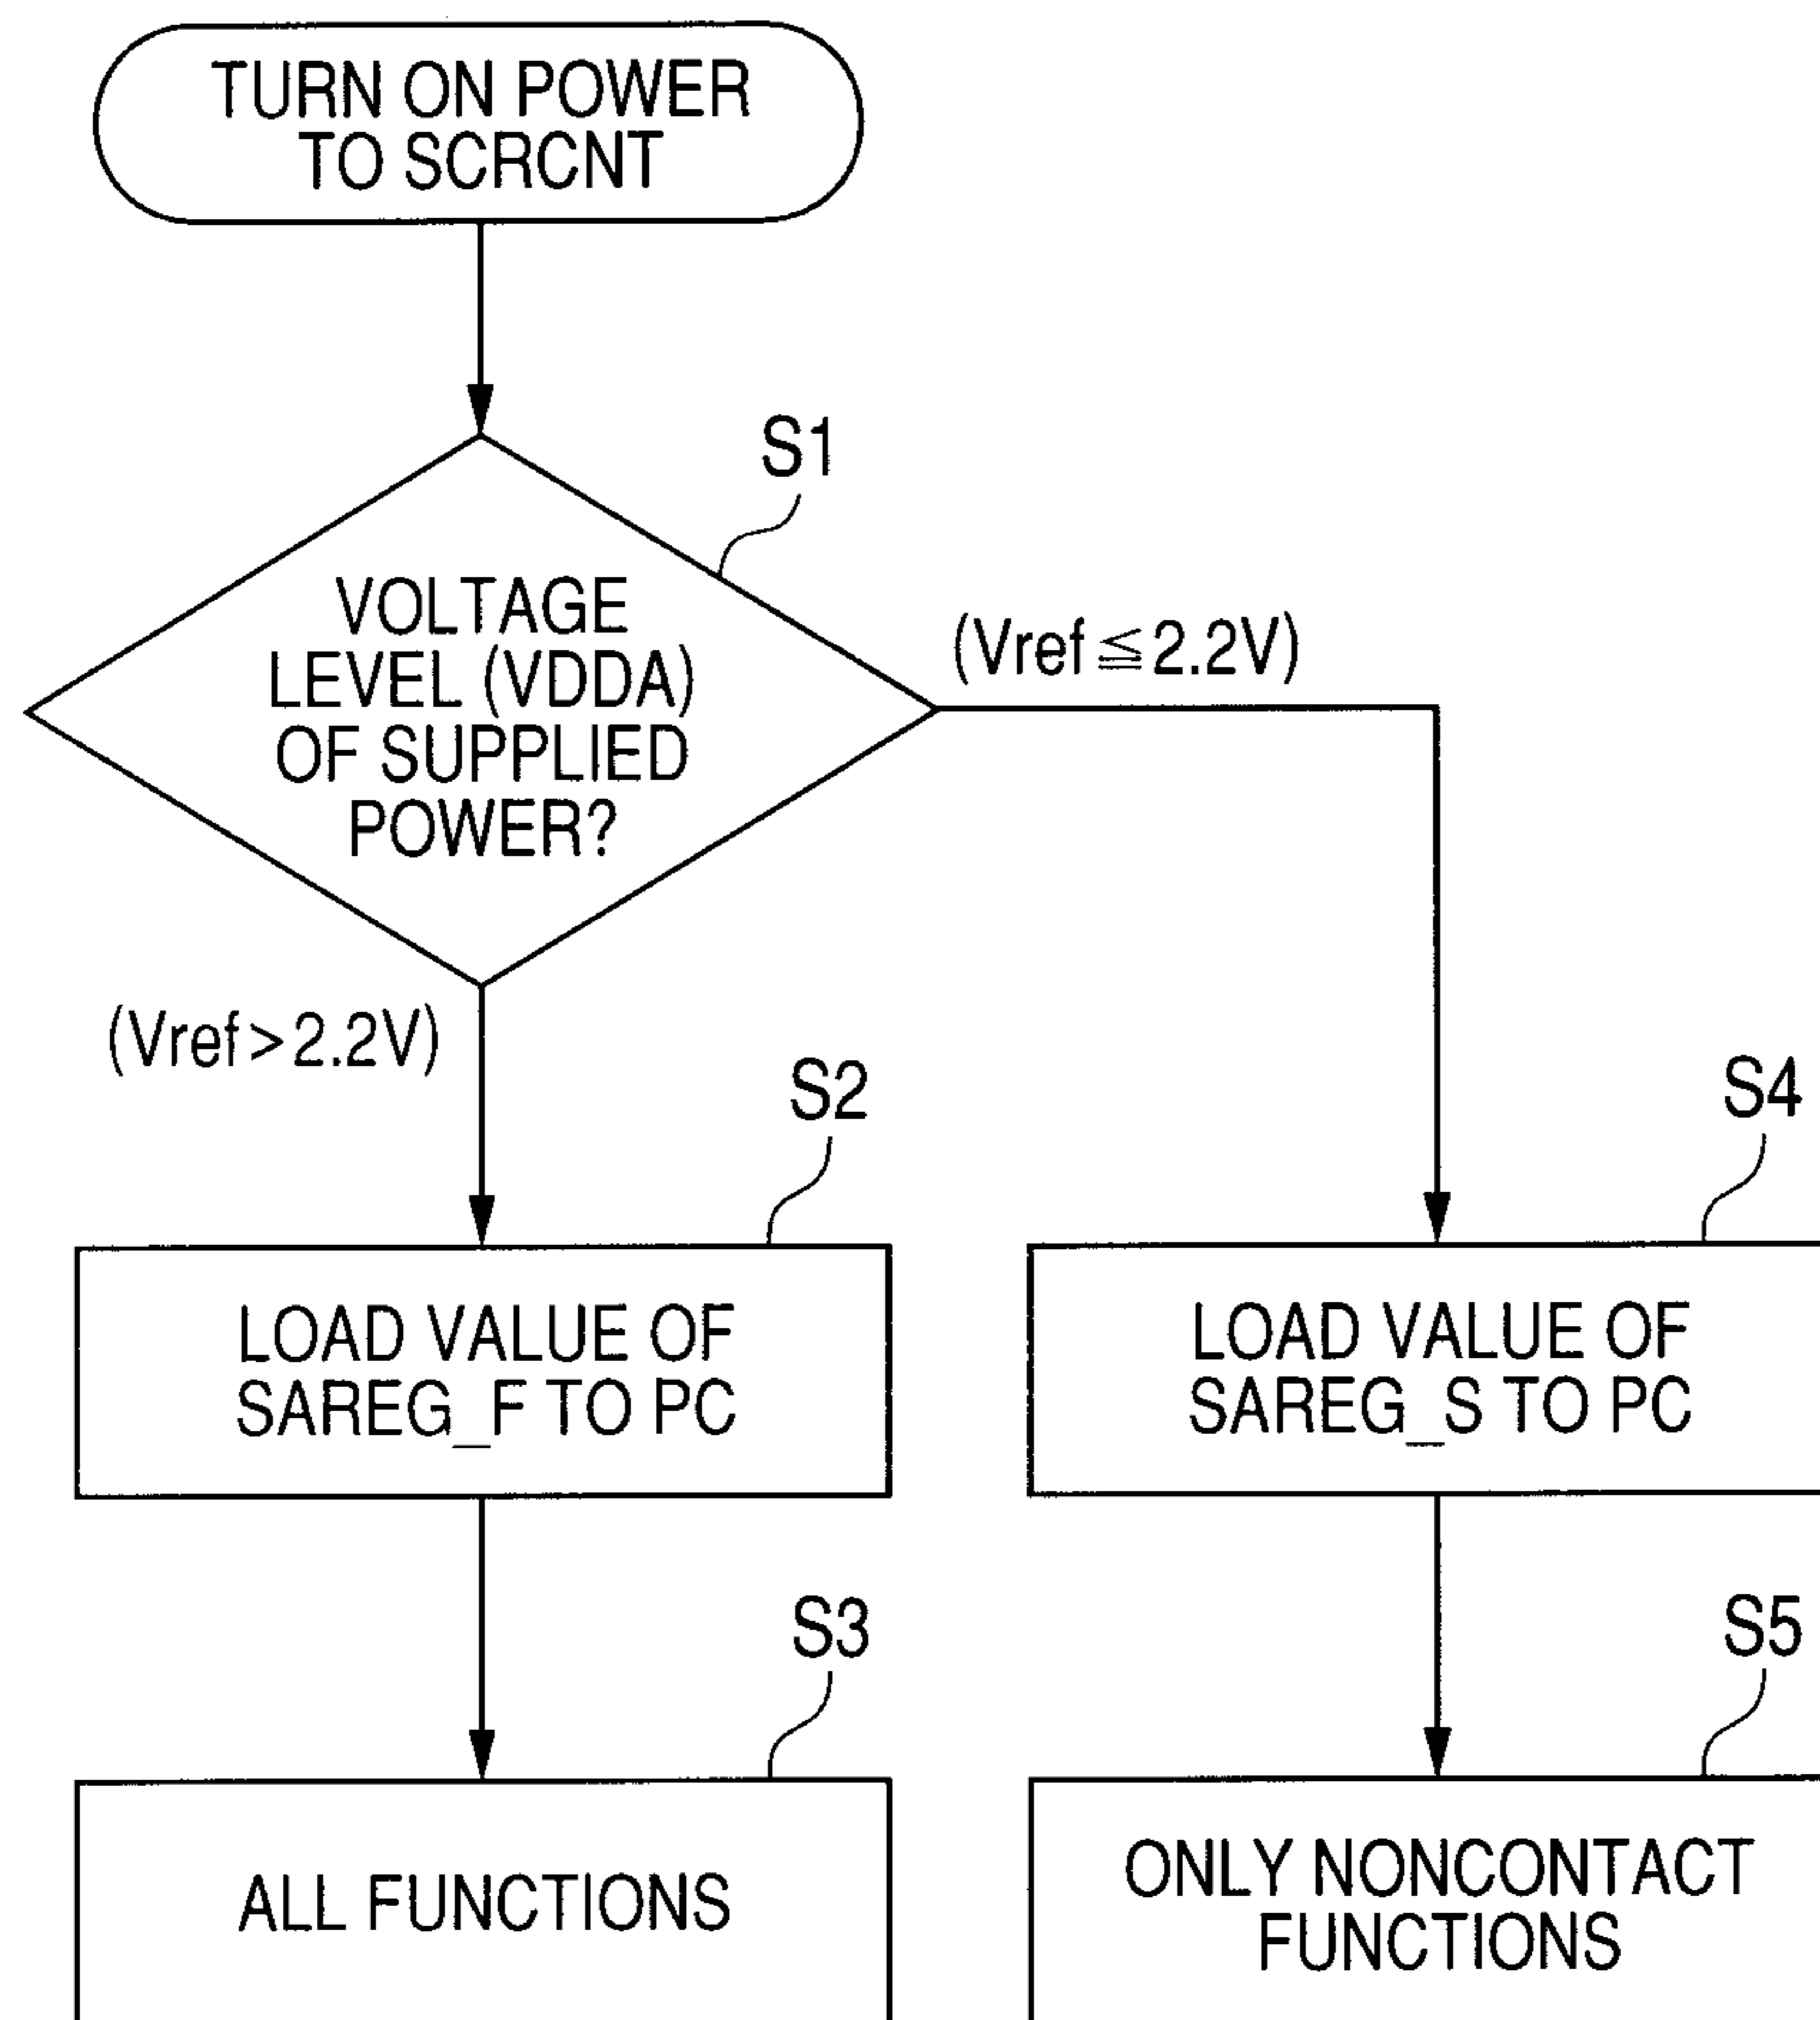 TURN ON POWER
TO SCRCNT
S1
VOLTAGE
LEVEL (VDDA)
OF SUPPLIED
POWER?
(Vref≦2.2V)
(Vref>2.2V)
S2
LOAD VALUE OF
SAREG_F TO PC
S4
LOAD VALUE OF
SAREG_S TO PC
S3
ALL FUNCTIONS
S5
ONLY NONCONTACT
FUNCTIONS